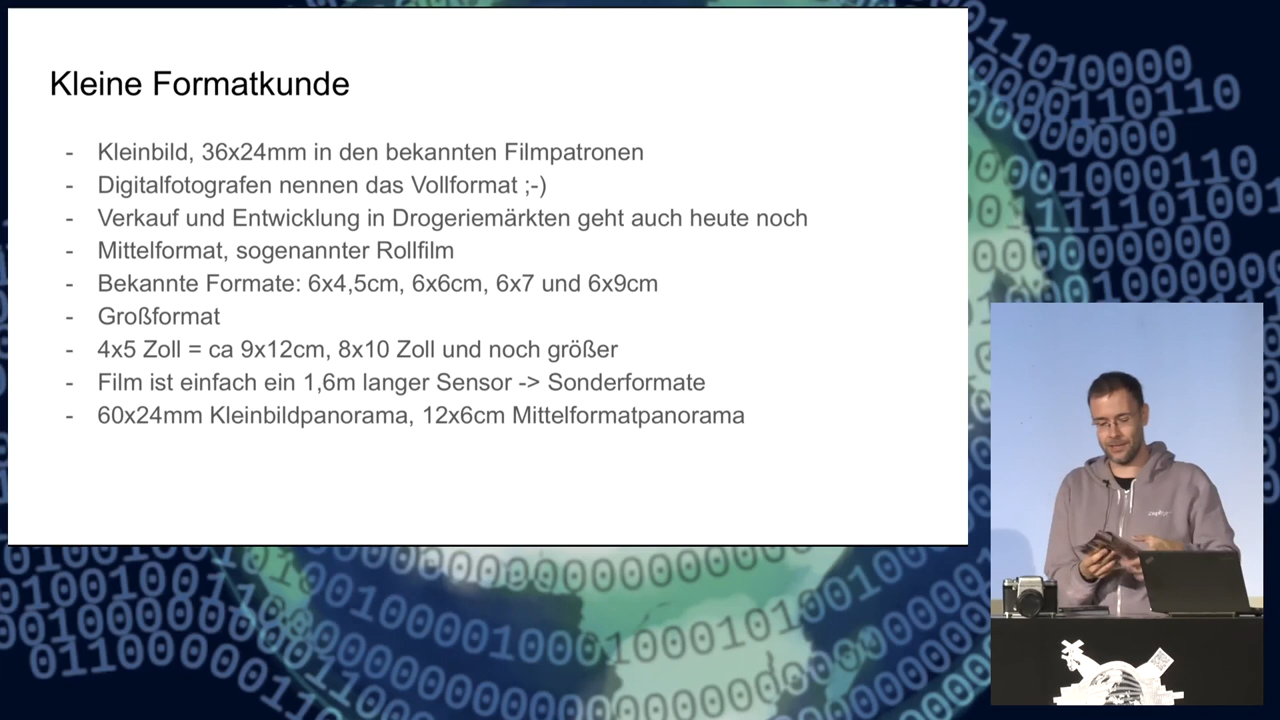 Kleine Formatkunde
- Kleinbild, 36x24mm in den bekannten Filmpatronen
- Digitalfotografen nennen das Vollformat ;-)
- Verkauf und Entwicklung in Drogeriemärkten geht auch heute noch
- Mittelformat, sogenannter Rollfilm
- Bekannte Formate: 6x4,5cm, 6x6cm, 6x7 und 6x9cm
- Großformat
- 4x5 Zoll = ca 9x12cm, 8x10 Zoll und noch größer
- Film ist einfach ein 1,6m langer Sensor -> Sonderformate
- 60x24mm Kleinbildpanorama, 12x6cm Mittelformatpanorama